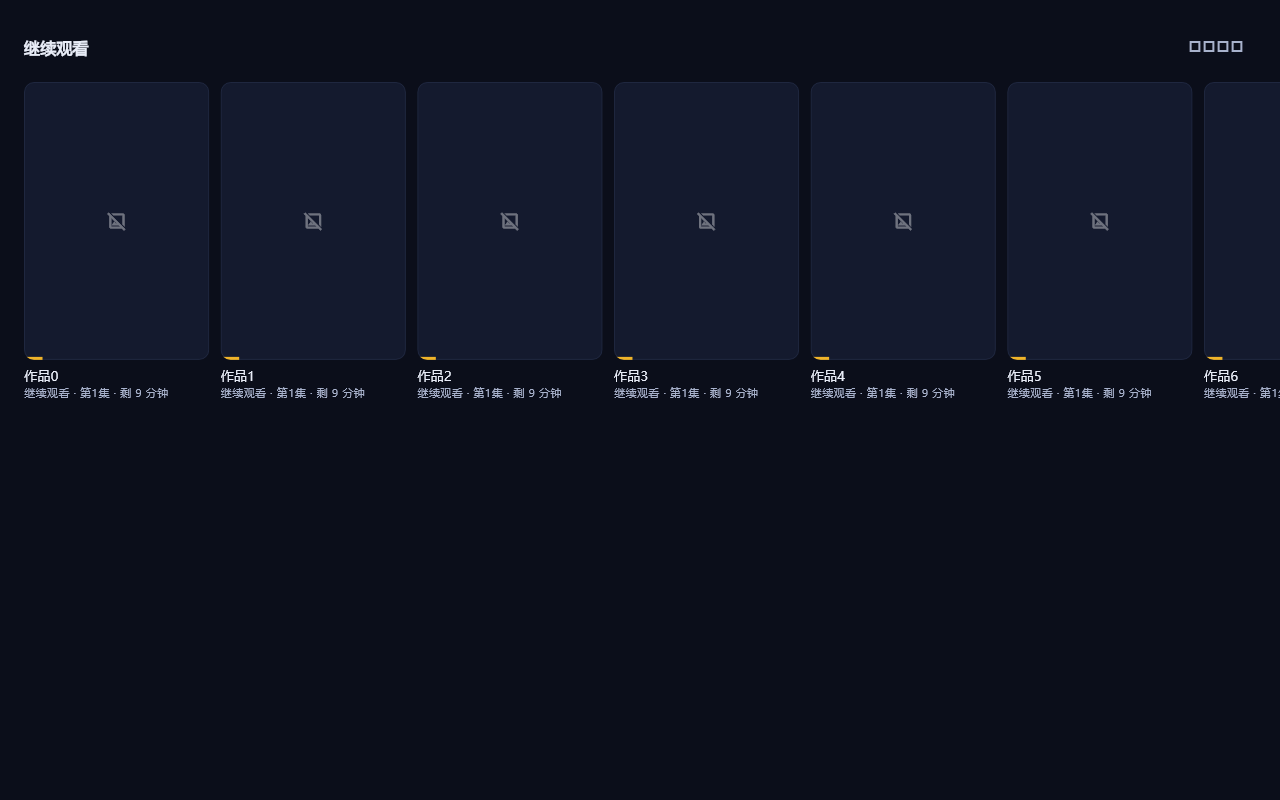 继续观看
作品0
继续观看 · 第1集 · 剩 9 分钟
作品1
继续观看 · 第1集 · 剩 9 分钟
作品2
继续观看 · 第1集 · 剩 9 分钟
作品3
继续观看 · 第1集 · 剩 9 分钟
作品4
继续观看 · 第1集 · 剩 9 分钟
作品5
继续观看 · 第1集 · 剩 9 分钟
作品6
继续观看 · 第1